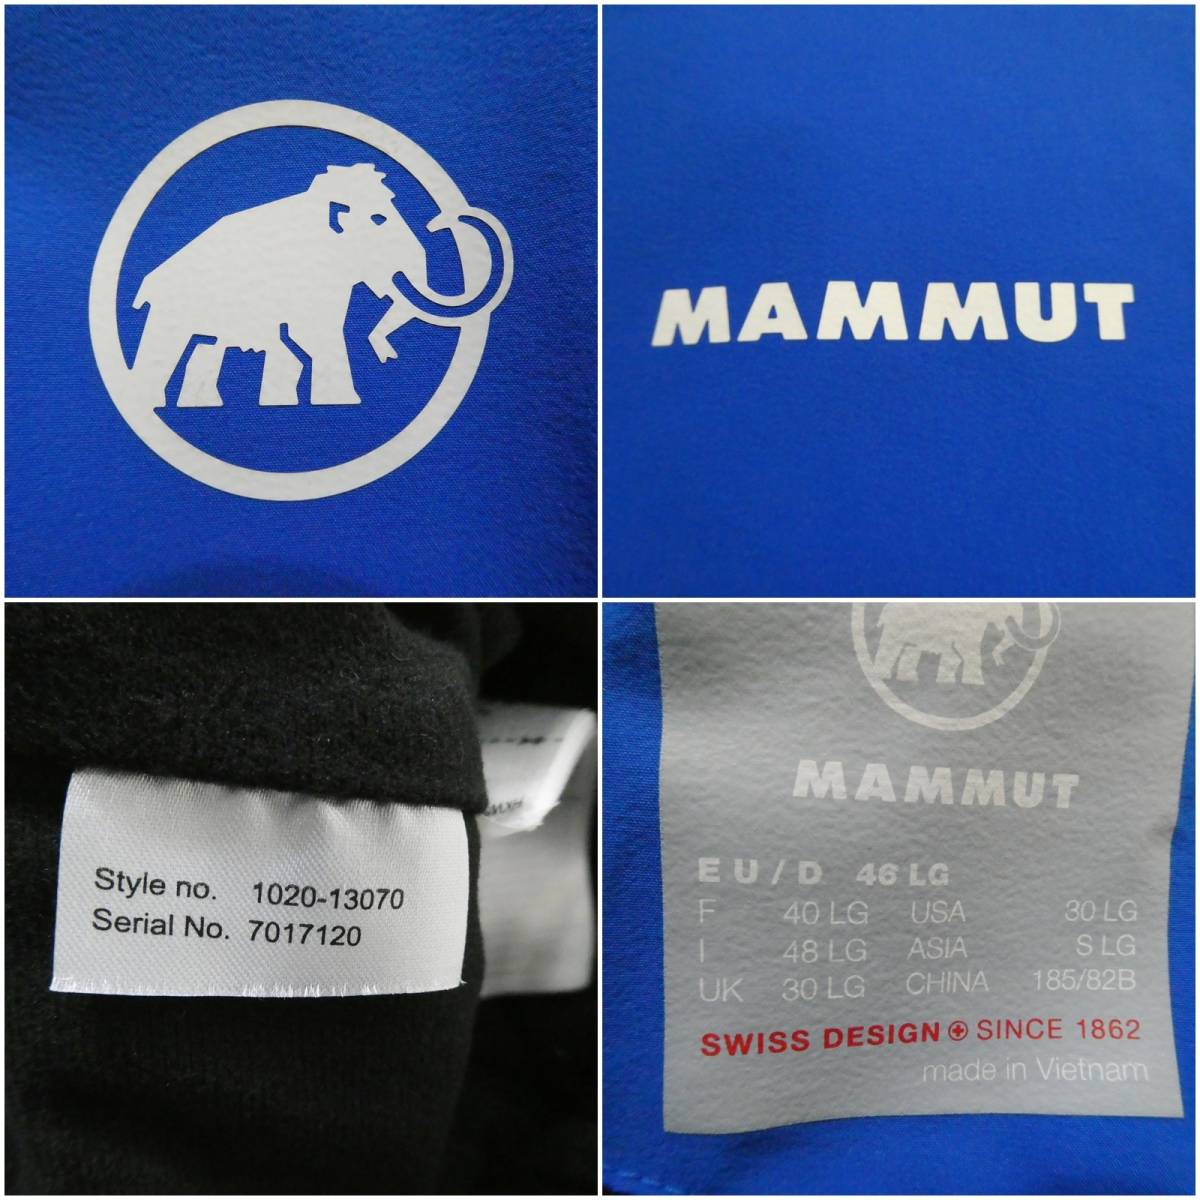 MAMMUT
Style no. 1020-13070
Serial No. 7017120
MAMMUT
EU/D 46 LG
F 40 LG USA 30 LG
I 48 LG ASIA S LG
UK 30 LG CHINA 185/82B
SWISS DESIGN SINCE 1862
made in Vietnam